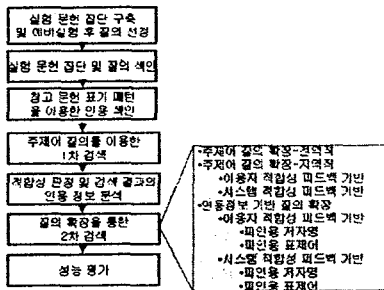 실험 문헌 집단 구축
및 예비실험 후 질의 선정
실험 문헌 집단 및 질의 색인
참고 문헌 표기 패턴
을 이용한 인용 색인
주제어 질의를 이용한
1차 검색
적합성 판정 및 검색 결과의
인용 정보 분석
질의 확장을 통한
2차 검색
성능 평가
•주제어 질의 확장-전역적
•주제어 질의 확장-지역적
•이용자 적합성 피드백 기반
•시스템 적합성 피드백 기반
•인용정보 기반 질의 확장
•이용자 적합성 피드백 기반
•피인용 저자명
•피인용 표제어
•시스템 적합성 피드백 기반
•피인용 저자명
•피인용 표제어